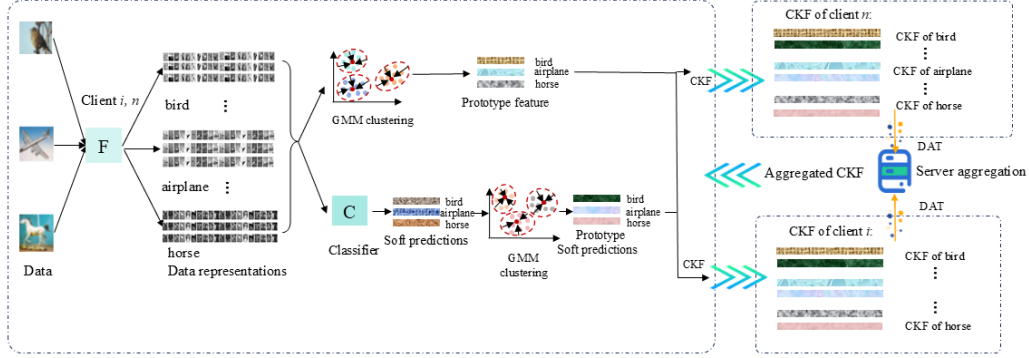 Client i, n
F
bird
airplane
horse
Data
Data representations
GMM clustering
bird
airplane
horse
Prototype feature
C
Classifier
bird
airplane
horse
Soft predictions
GMM
clustering
bird
airplane
horse
Prototype
Soft predictions
CKF
CKF
CKF of client n:
CKF of bird
CKF of airplane
CKF of horse
DAT
Aggregated CKF
Server aggregation
DAT
CKF of client i:
CKF of bird
CKF of horse